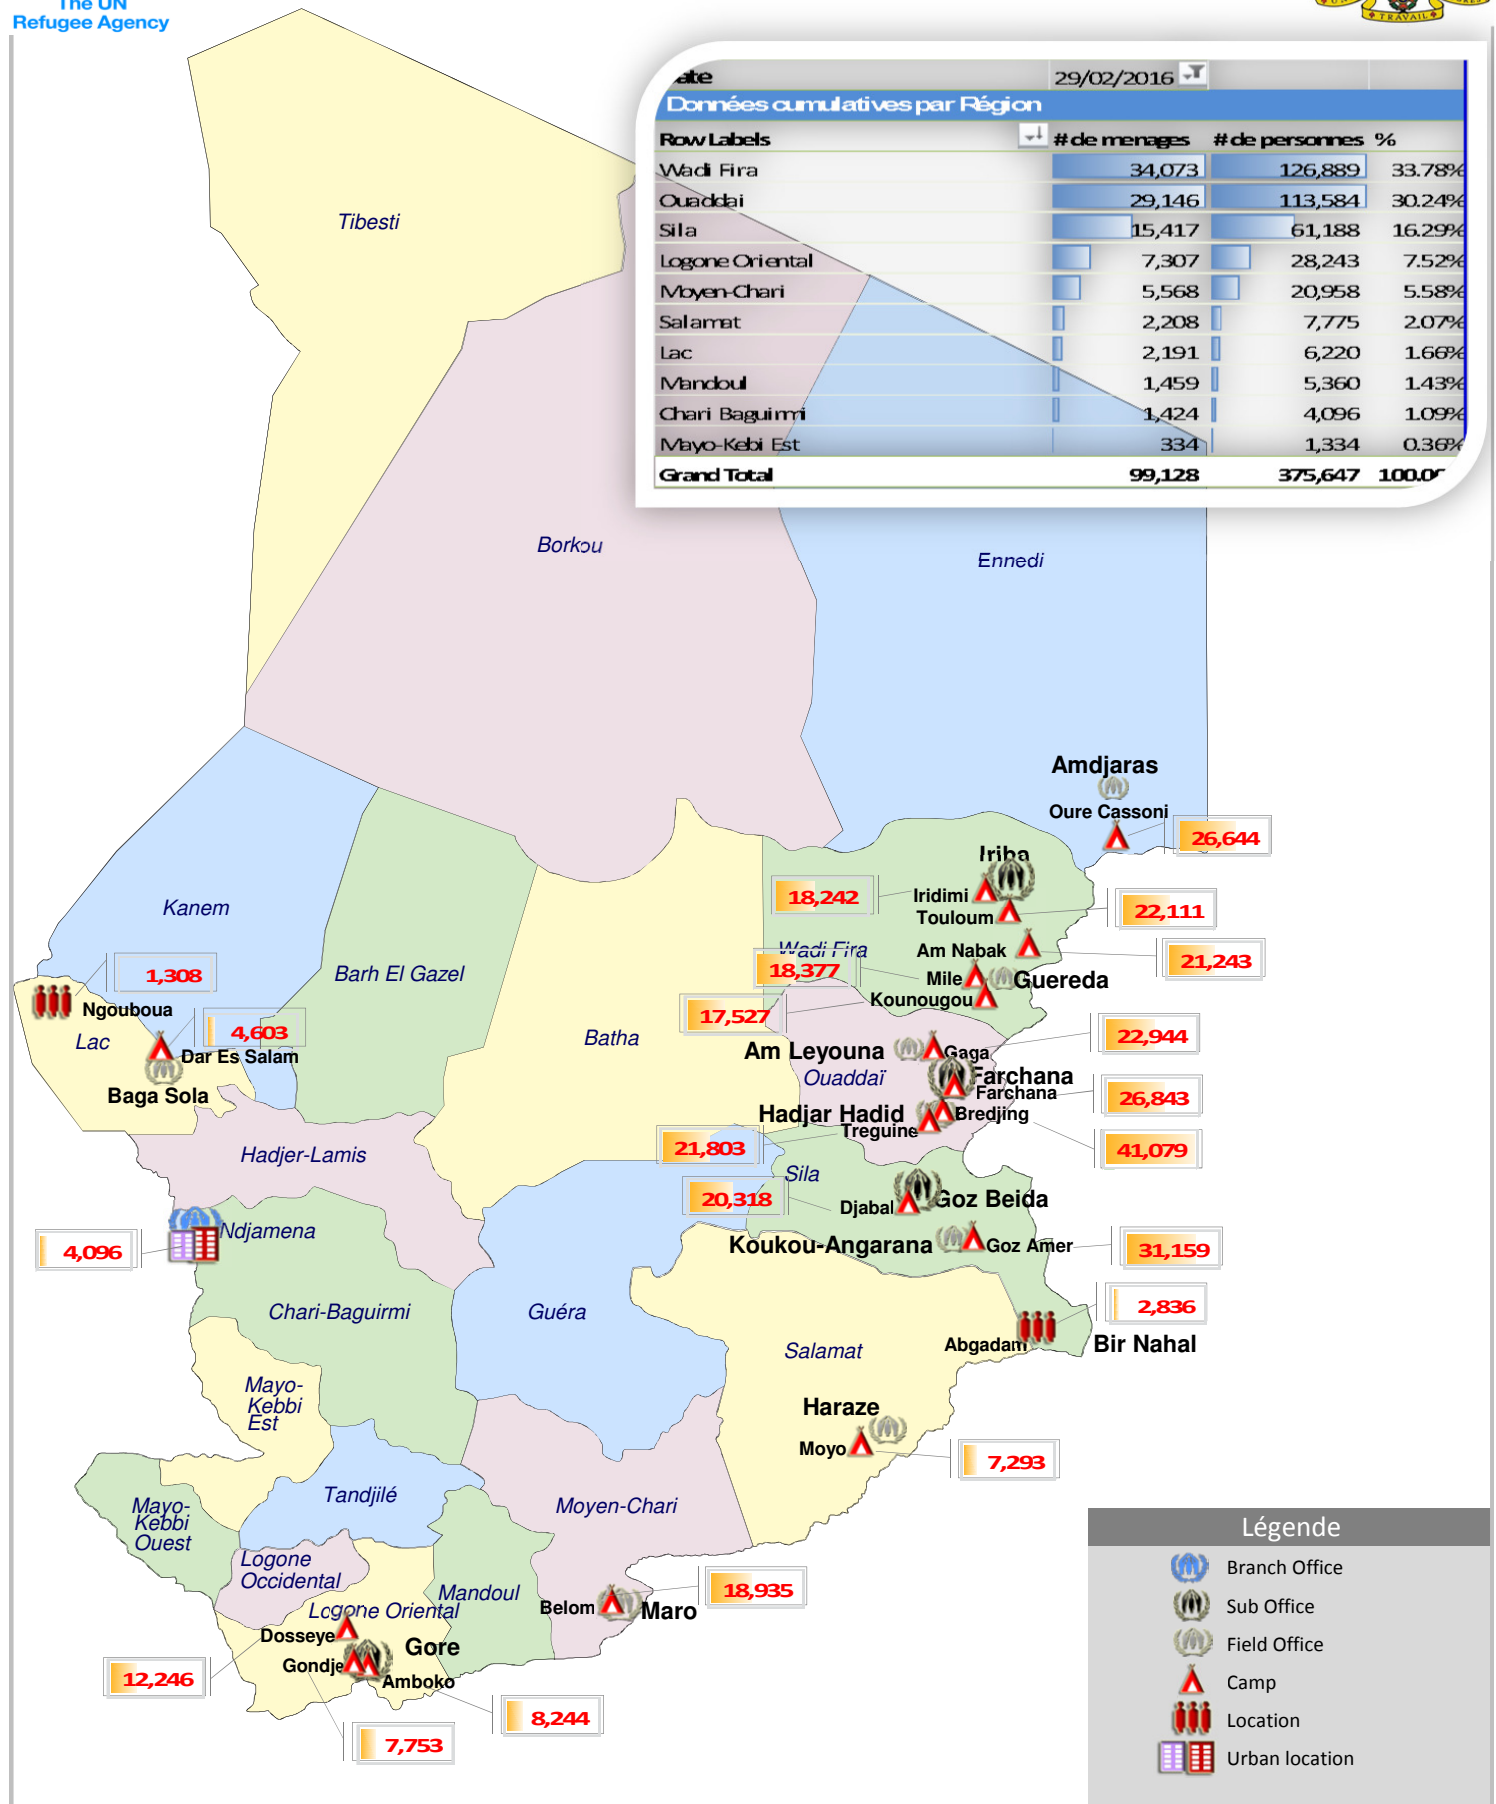 The UN
Refugee Agency
TRAVAIL
29/02/2016
Données cumulatives par Région
Row Labels # de menages # de personnes %
Wadi Fira 34,073 126,889 33.78%
Ouaddai 29,146 113,584 30.24%
Sila 15,417 61,188 16.29%
Logone Oriental 7,307 28,243 7.52%
Moyen-Chari 5,568 20,958 5.58%
Salamat 2,208 7,775 2.07%
Lac 2,191 6,220 1.66%
Mandoul 1,459 5,360 1.43%
Chari Baguirmi 1,424 4,096 1.09%
Mayo-Kebi Est 334 1,334 0.36%
Grand Total 99,128 375,647
Tibesti
Borkou
Ennedi
Amdjaras
Oure Cassoni
26,644
Iriba
Iridimi
18,242
Touloum
22,111
Kanem
Wadi Fira
Am Nabak
21,243
Barh El Gazel
1,308
18,377
Mile
Guereda
Ngouboua
Kounougou
17,527
Lac
4,603
Batha
22,944
Dar Es Salam
Am Leyouna
Gaga
Baga Sola
Ouaddaï
Farchana
Farchana
26,843
Hadjar Hadid
Bredjing
Treguine
21,803
41,079
Hadjer-Lamis
Sila
20,318
Djabal
Goz Beida
Ndjamena
4,096
Koukou-Angarana
Goz Amer
31,159
Chari-Baguirmi
Guéra
2,836
Salamat
Abgadam
Bir Nahal
Mayo-
Kebbi
Est
Haraze
Moyo
7,293
Tandjilé
Moyen-Chari
Mayo-
Kebbi
Ouest
Logone
Occidental
Mandoul
18,935
Belom
Maro
Logone Oriental
Dosseye
Gore
Gondje
12,246
Amboko
8,244
7,753
Légende
Branch Office
Sub Office
Field Office
Camp
Location
Urban location